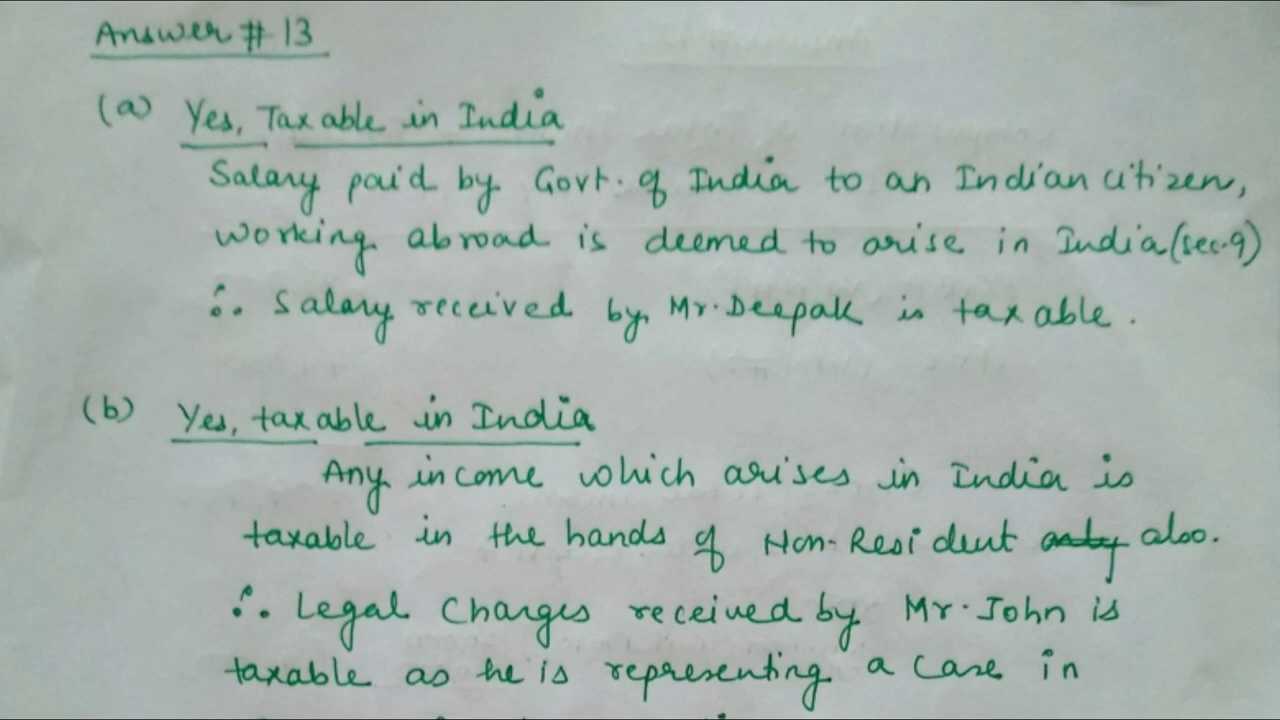 Answer # 13
(a) Yes, Taxable in India
Salary paid by Govt. of India to an Indian citizen,
working abroad is deemed to arise in India (sec-9)
∴ Salary received by Mr. Deepak is taxable.
(b) Yes, taxable in India
Any income which arises in India is
taxable in the hands of Non-Resident also.
∴ Legal Charges received by Mr. John is
taxable as he is representing a case in